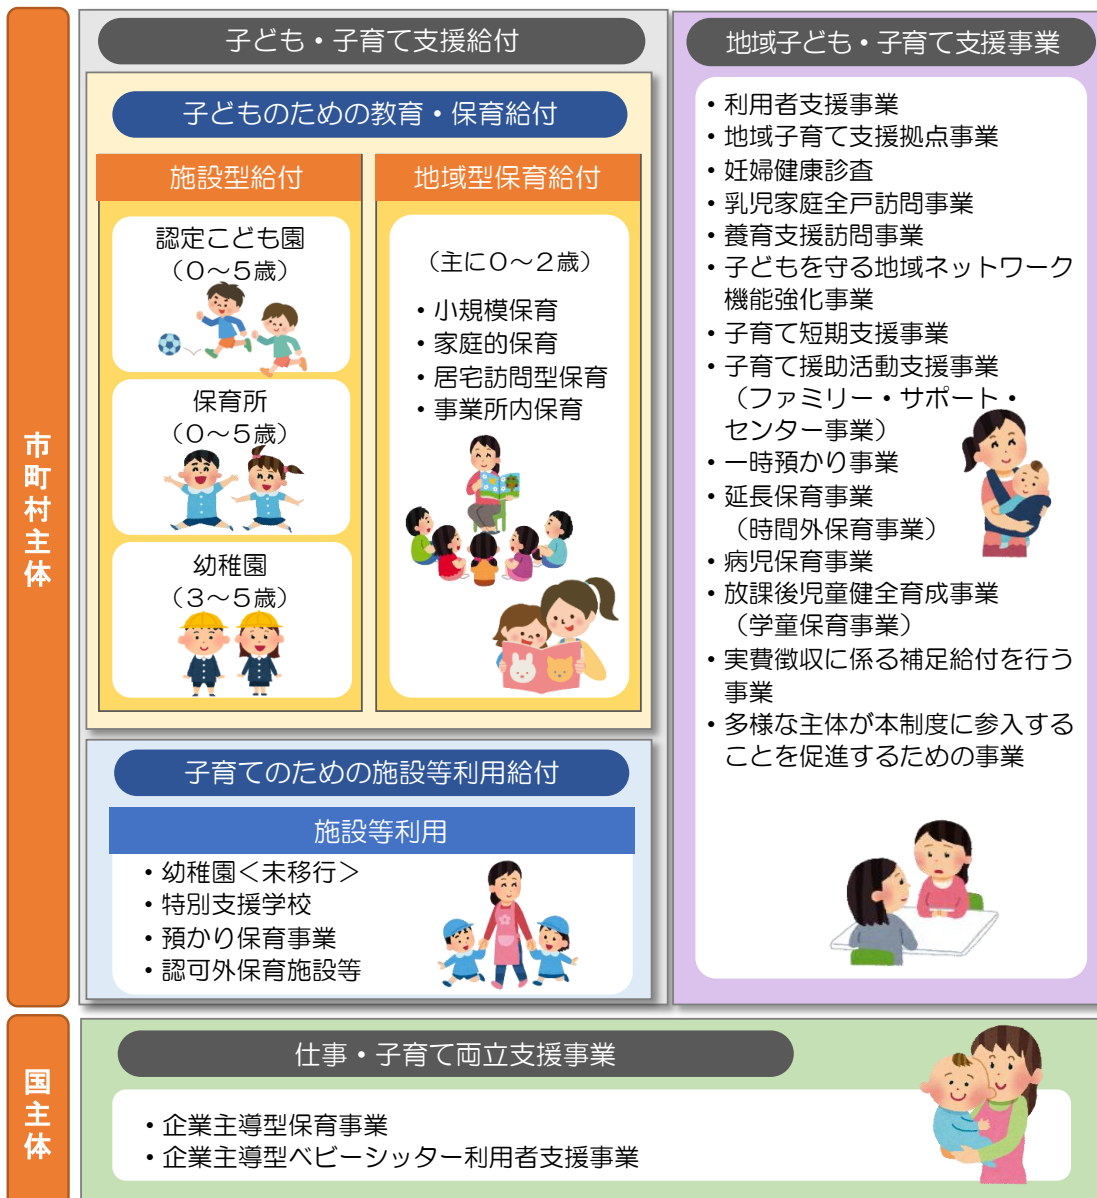 市町村主体
子ども・子育て支援給付
子どものための教育・保育給付
施設型給付
認定こども園
（０～５歳）
保育所
（０～５歳）
幼稚園
（３～５歳）
地域型保育給付
（主に０～２歳）
・小規模保育
・家庭的保育
・居宅訪問型保育
・事業所内保育
子育てのための施設等利用給付
施設等利用
・幼稚園＜未移行＞
・特別支援学校
・預かり保育事業
・認可外保育施設等
地域子ども・子育て支援事業
・利用者支援事業
・地域子育て支援拠点事業
・妊婦健康診査
・乳児家庭全戸訪問事業
・養育支援訪問事業
・子どもを守る地域ネットワーク
機能強化事業
・子育て短期支援事業
・子育て援助活動支援事業
（ファミリー・サポート・
センター事業）
・一時預かり事業
・延長保育事業
（時間外保育事業）
・病児保育事業
・放課後児童健全育成事業
（学童保育事業）
・実費徴収に係る補足給付を行う
事業
・多様な主体が本制度に参入する
ことを促進するための事業
国主体
仕事・子育て両立支援事業
・企業主導型保育事業
・企業主導型ベビーシッター利用者支援事業